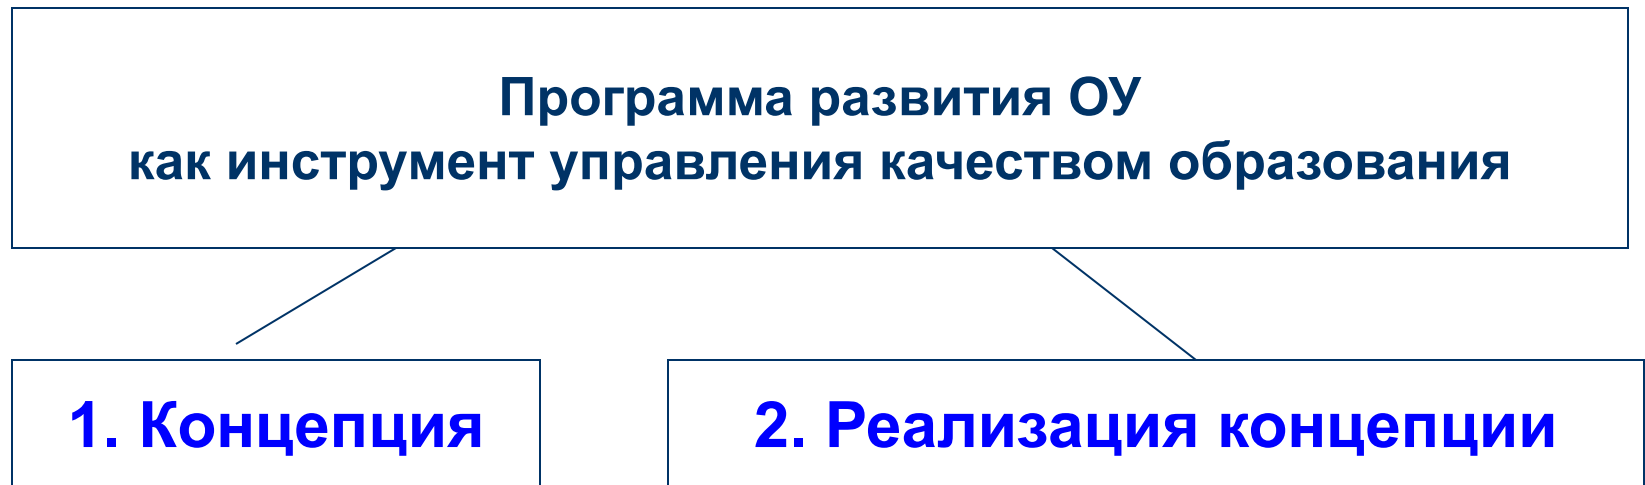 Программа развития ОУ
как инструмент управления качеством образования
1. Концепция
2. Реализация концепции